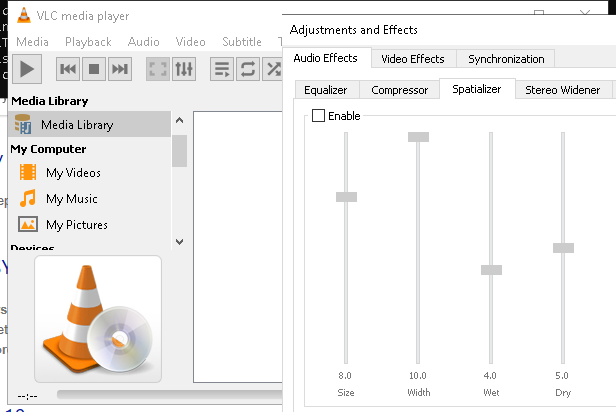 VLC media player
Media Playback Audio Video Subtitle
Media Library
Media Library
My Computer
My Videos
My Music
My Pictures
Devices
--:--
Adjustments and Effects
Audio Effects Video Effects Synchronization
Equalizer Compressor Spatializer Stereo Widener
Enable
8.0 10.0 4.0 5.0
Size Width Wet Dry